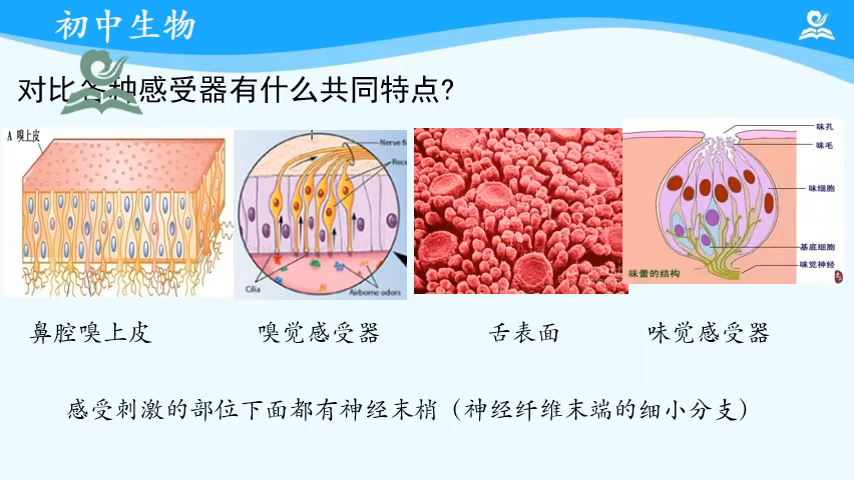 初中生物
对比各种感受器有什么共同特点?
A 嗅上皮
Nerve fi
Rece
Cilia
Airborne odors
味孔
味毛
味细胞
基底细胞
味觉神经
味蕾的结构
鼻腔嗅上皮
嗅觉感受器
舌表面
味觉感受器
感受刺激的部位下面都有神经末梢（神经纤维末端的细小分支）